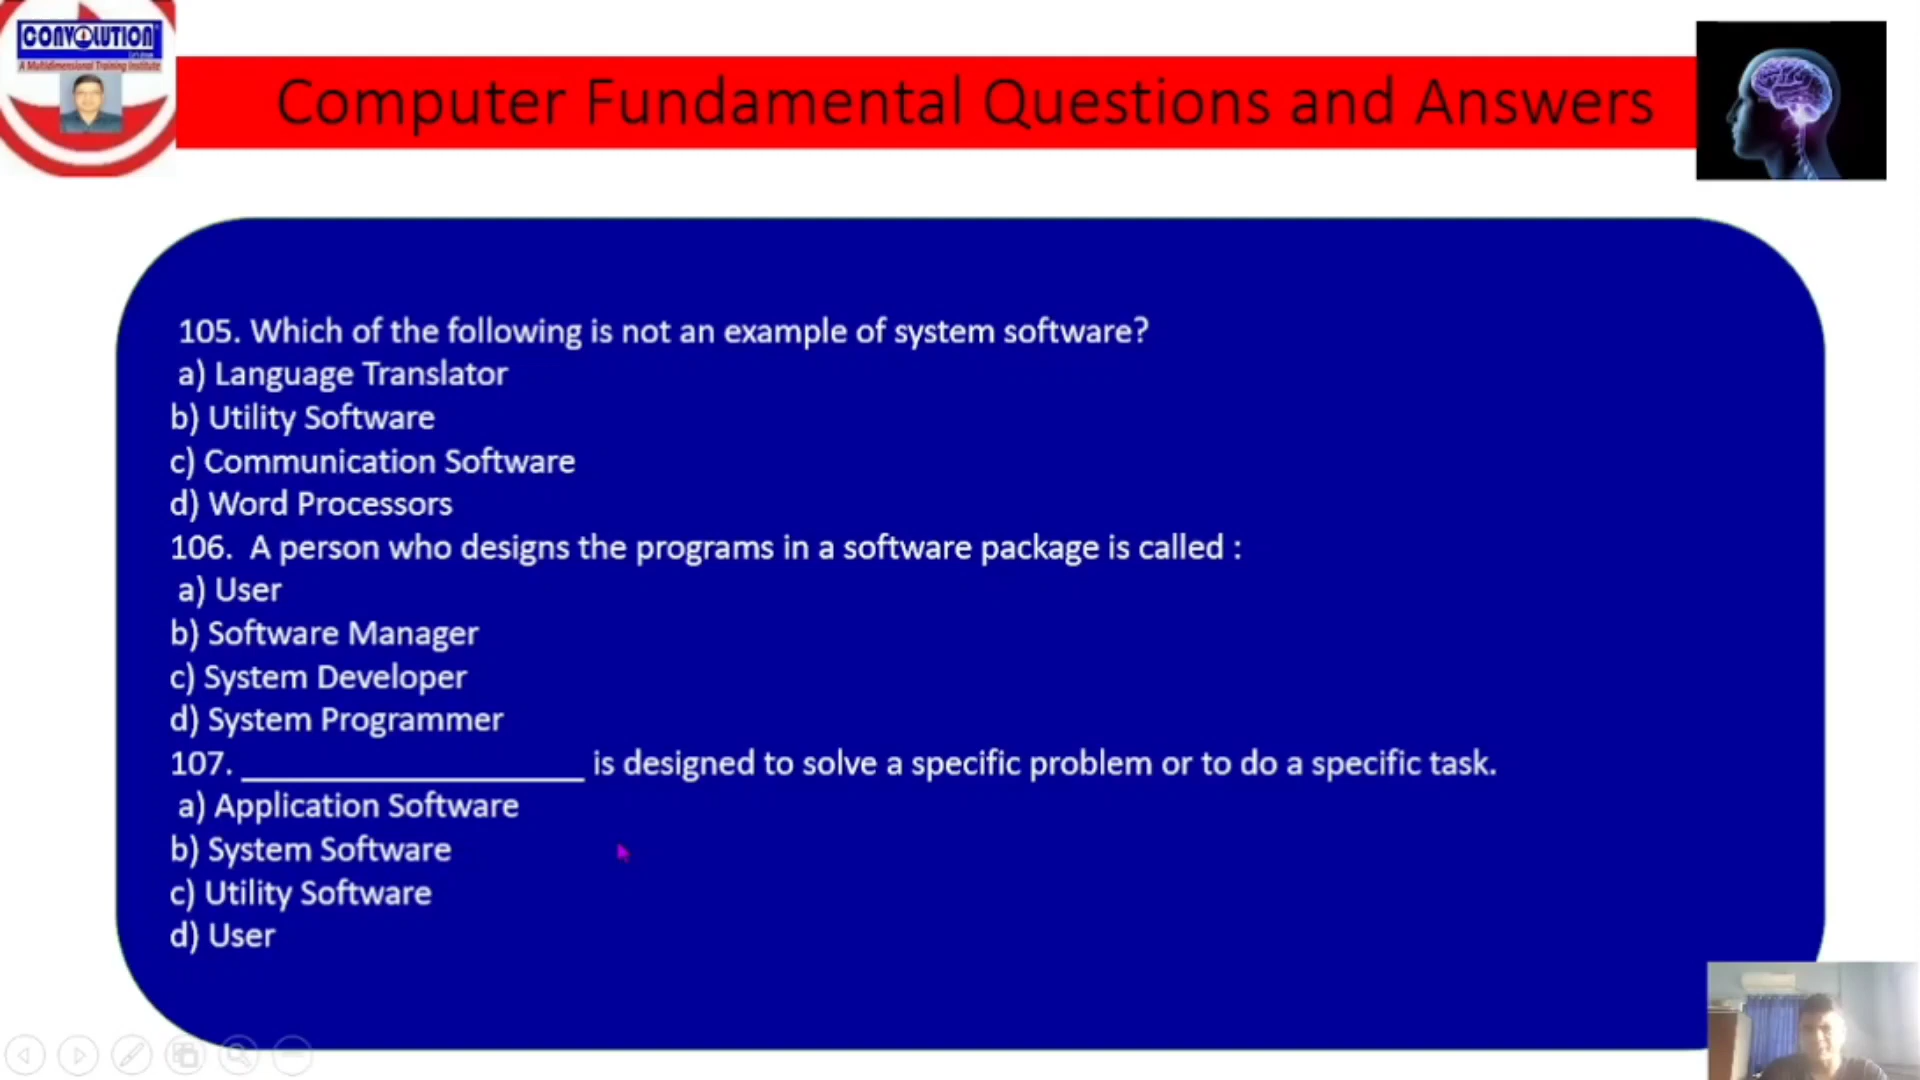 CONVOLUTION
A Multidimensional Training Institute
Computer Fundamental Questions and Answers
105. Which of the following is not an example of system software?
a) Language Translator
b) Utility Software
c) Communication Software
d) Word Processors
106. A person who designs the programs in a software package is called :
a) User
b) Software Manager
c) System Developer
d) System Programmer
107. ____________________ is designed to solve a specific problem or to do a specific task.
a) Application Software
b) System Software
c) Utility Software
d) User